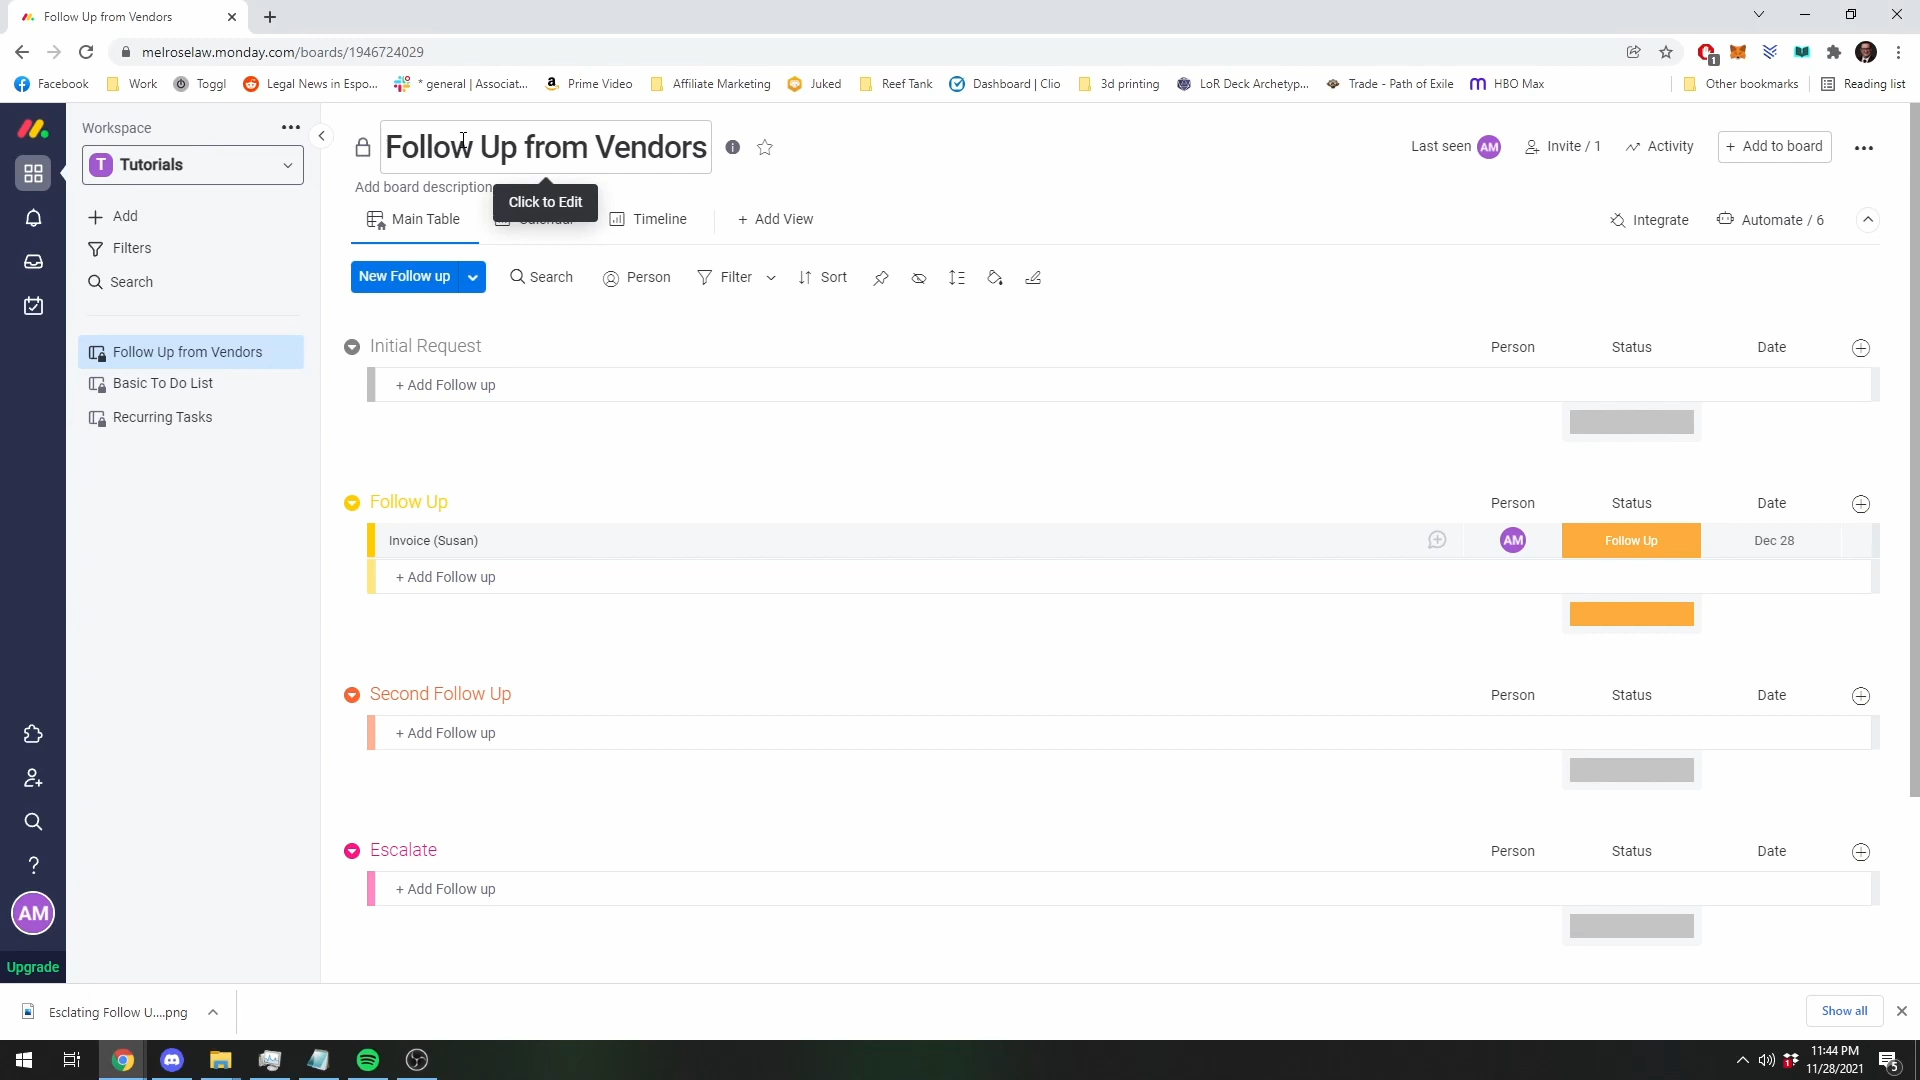 Follow Up from Vendors
melroselaw.monday.com/boards/1946724029
1
Facebook
Work
Toggl
Legal News in Espo...
* general | Associat...
Prime Video
Affiliate Marketing
Juked
Reef Tank
Dashboard | Clio
3d printing
LoR Deck Archetyp...
Trade - Path of Exile
HBO Max
Other bookmarks
Reading list
Workspace
T Tutorials
Add
Filters
Search
Follow Up from Vendors
Basic To Do List
Recurring Tasks
AM
Upgrade
Follow Up from Vendors
Last seen AM
Invite / 1
Activity
+ Add to board
Add board description
Click to Edit
Main Table
Timeline
+ Add View
Integrate
Automate / 6
New Follow up
Search
Person
Filter
Sort
Initial Request
Person
Status
Date
+ Add Follow up
Follow Up
Person
Status
Date
Invoice (Susan)
AM
Follow Up
Dec 28
+ Add Follow up
Second Follow Up
Person
Status
Date
+ Add Follow up
Escalate
Person
Status
Date
+ Add Follow up
Esclating Follow U....png
Show all
11:44 PM
11/28/2021
5